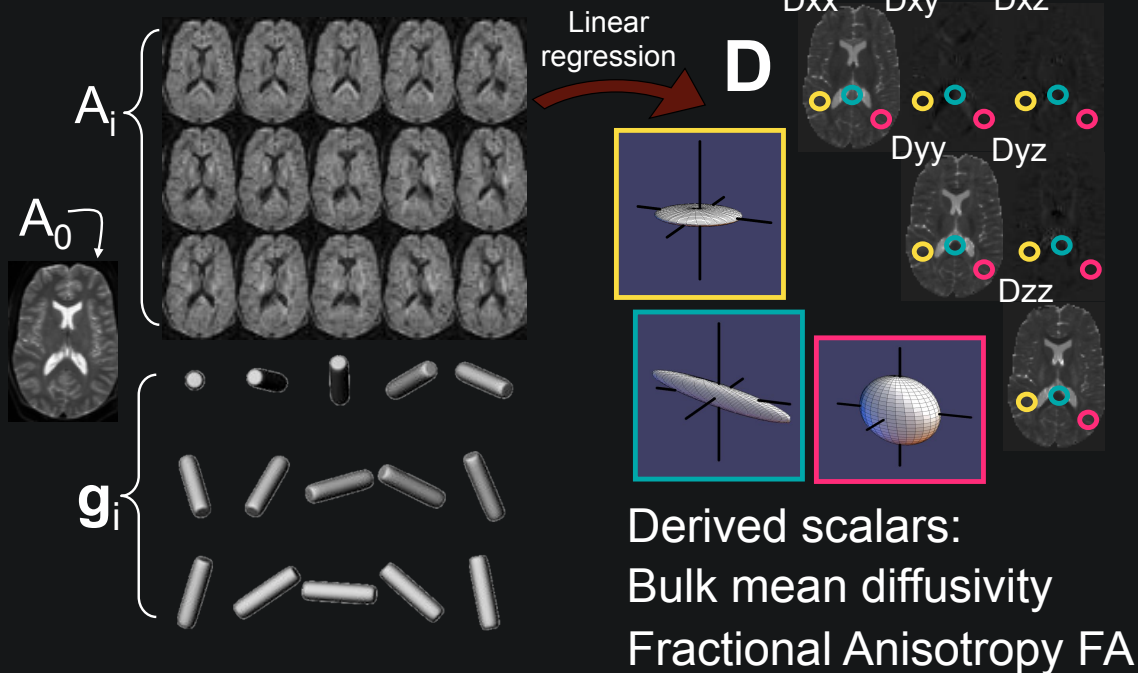 Linear
regression
D
Dxx Dxy Dxz
Dyy Dyz
Dzz
Ai
A0
gi
Derived scalars:
Bulk mean diffusivity
Fractional Anisotropy FA